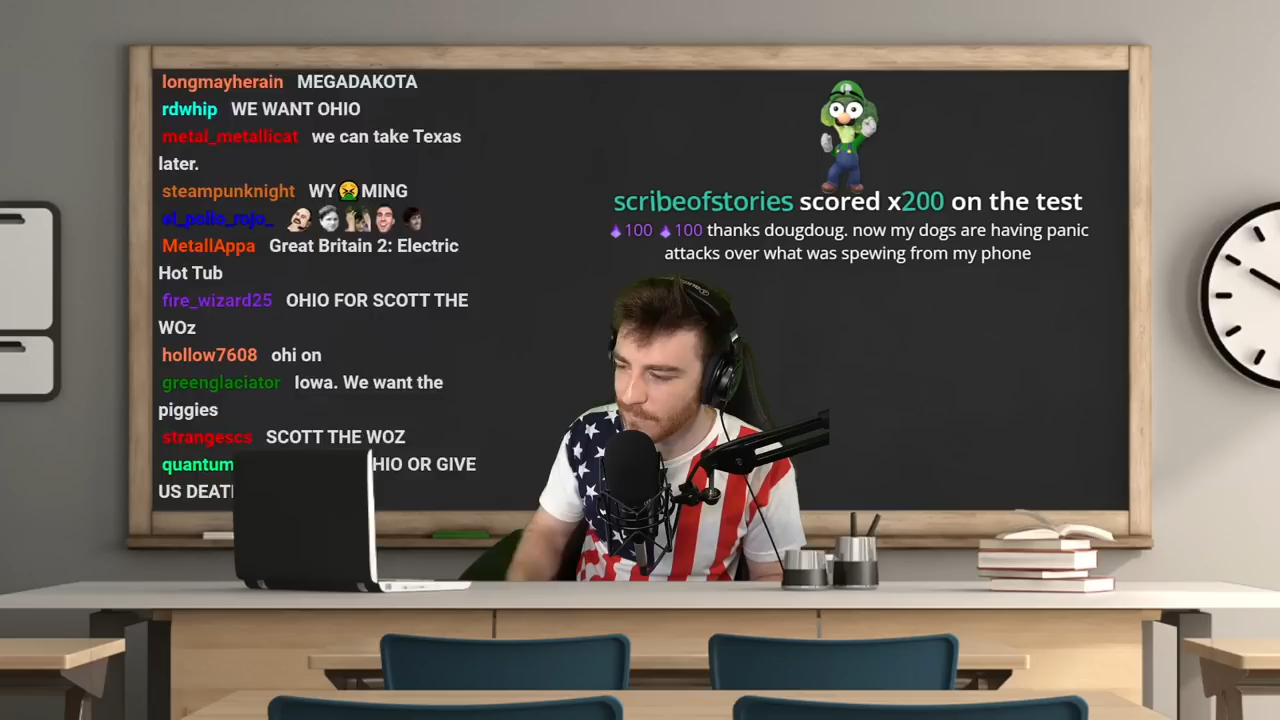 longmayherain MEGADAKOTA
rdwhip WE WANT OHIO
metal_metallicat we can take Texas
later.
steampunknight WY🤮MING
el_pollo_rojo_
MetallAppa Great Britain 2: Electric
Hot Tub
fire_wizard25 OHIO FOR SCOTT THE
WOz
hollow7608 ohi on
greenglaciator Iowa. We want the
piggies
strangescs SCOTT THE WOZ
quantum HIO OR GIVE
US DEAT
scribeofstories scored x200 on the test
100 100 thanks dougdoug. now my dogs are having panic
attacks over what was spewing from my phone